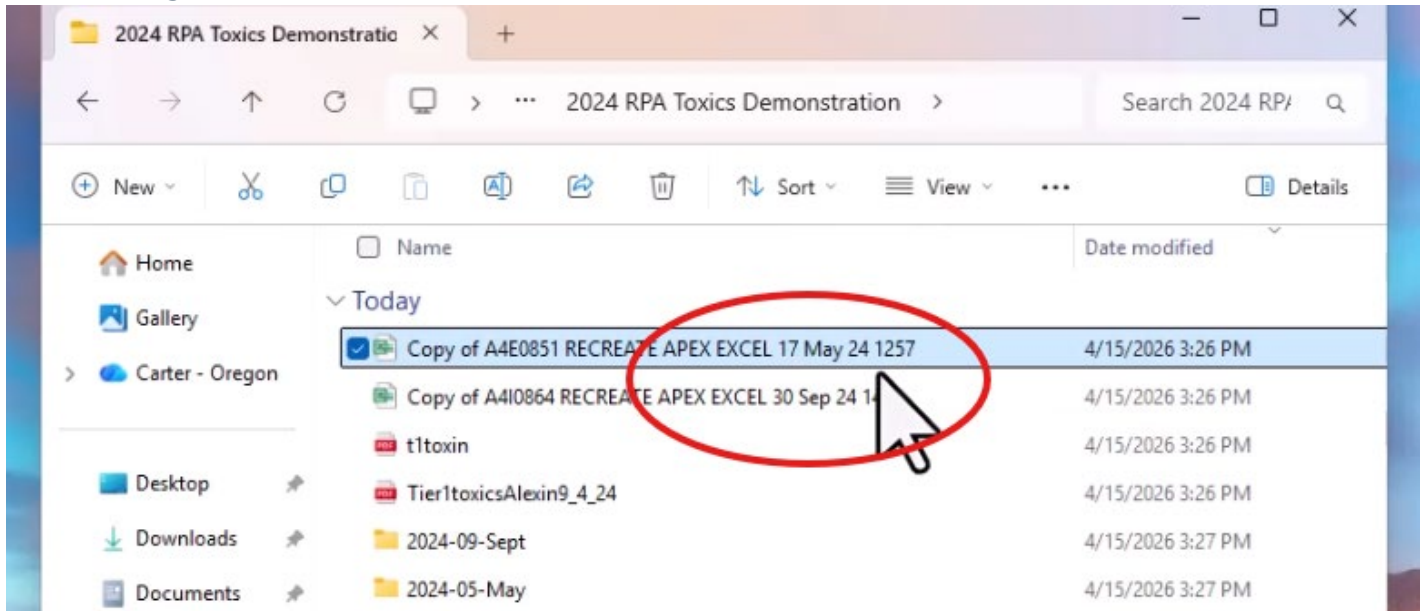 2024 RPA Toxics Demonstratic
2024 RPA Toxics Demonstration
Search 2024 RP
New
Sort
View
Details
Home
Gallery
Carter - Oregon
Desktop
Downloads
Documents
Name
Date modified
Today
Copy of A4E0851 RECREATE APEX EXCEL 17 May 24 1257
4/15/2026 3:26 PM
Copy of A4I0864 RECREATE APEX EXCEL 30 Sep 24
4/15/2026 3:26 PM
t1toxin
4/15/2026 3:26 PM
Tier1toxicsAlexin9_4_24
4/15/2026 3:26 PM
2024-09-Sept
4/15/2026 3:27 PM
2024-05-May
4/15/2026 3:27 PM